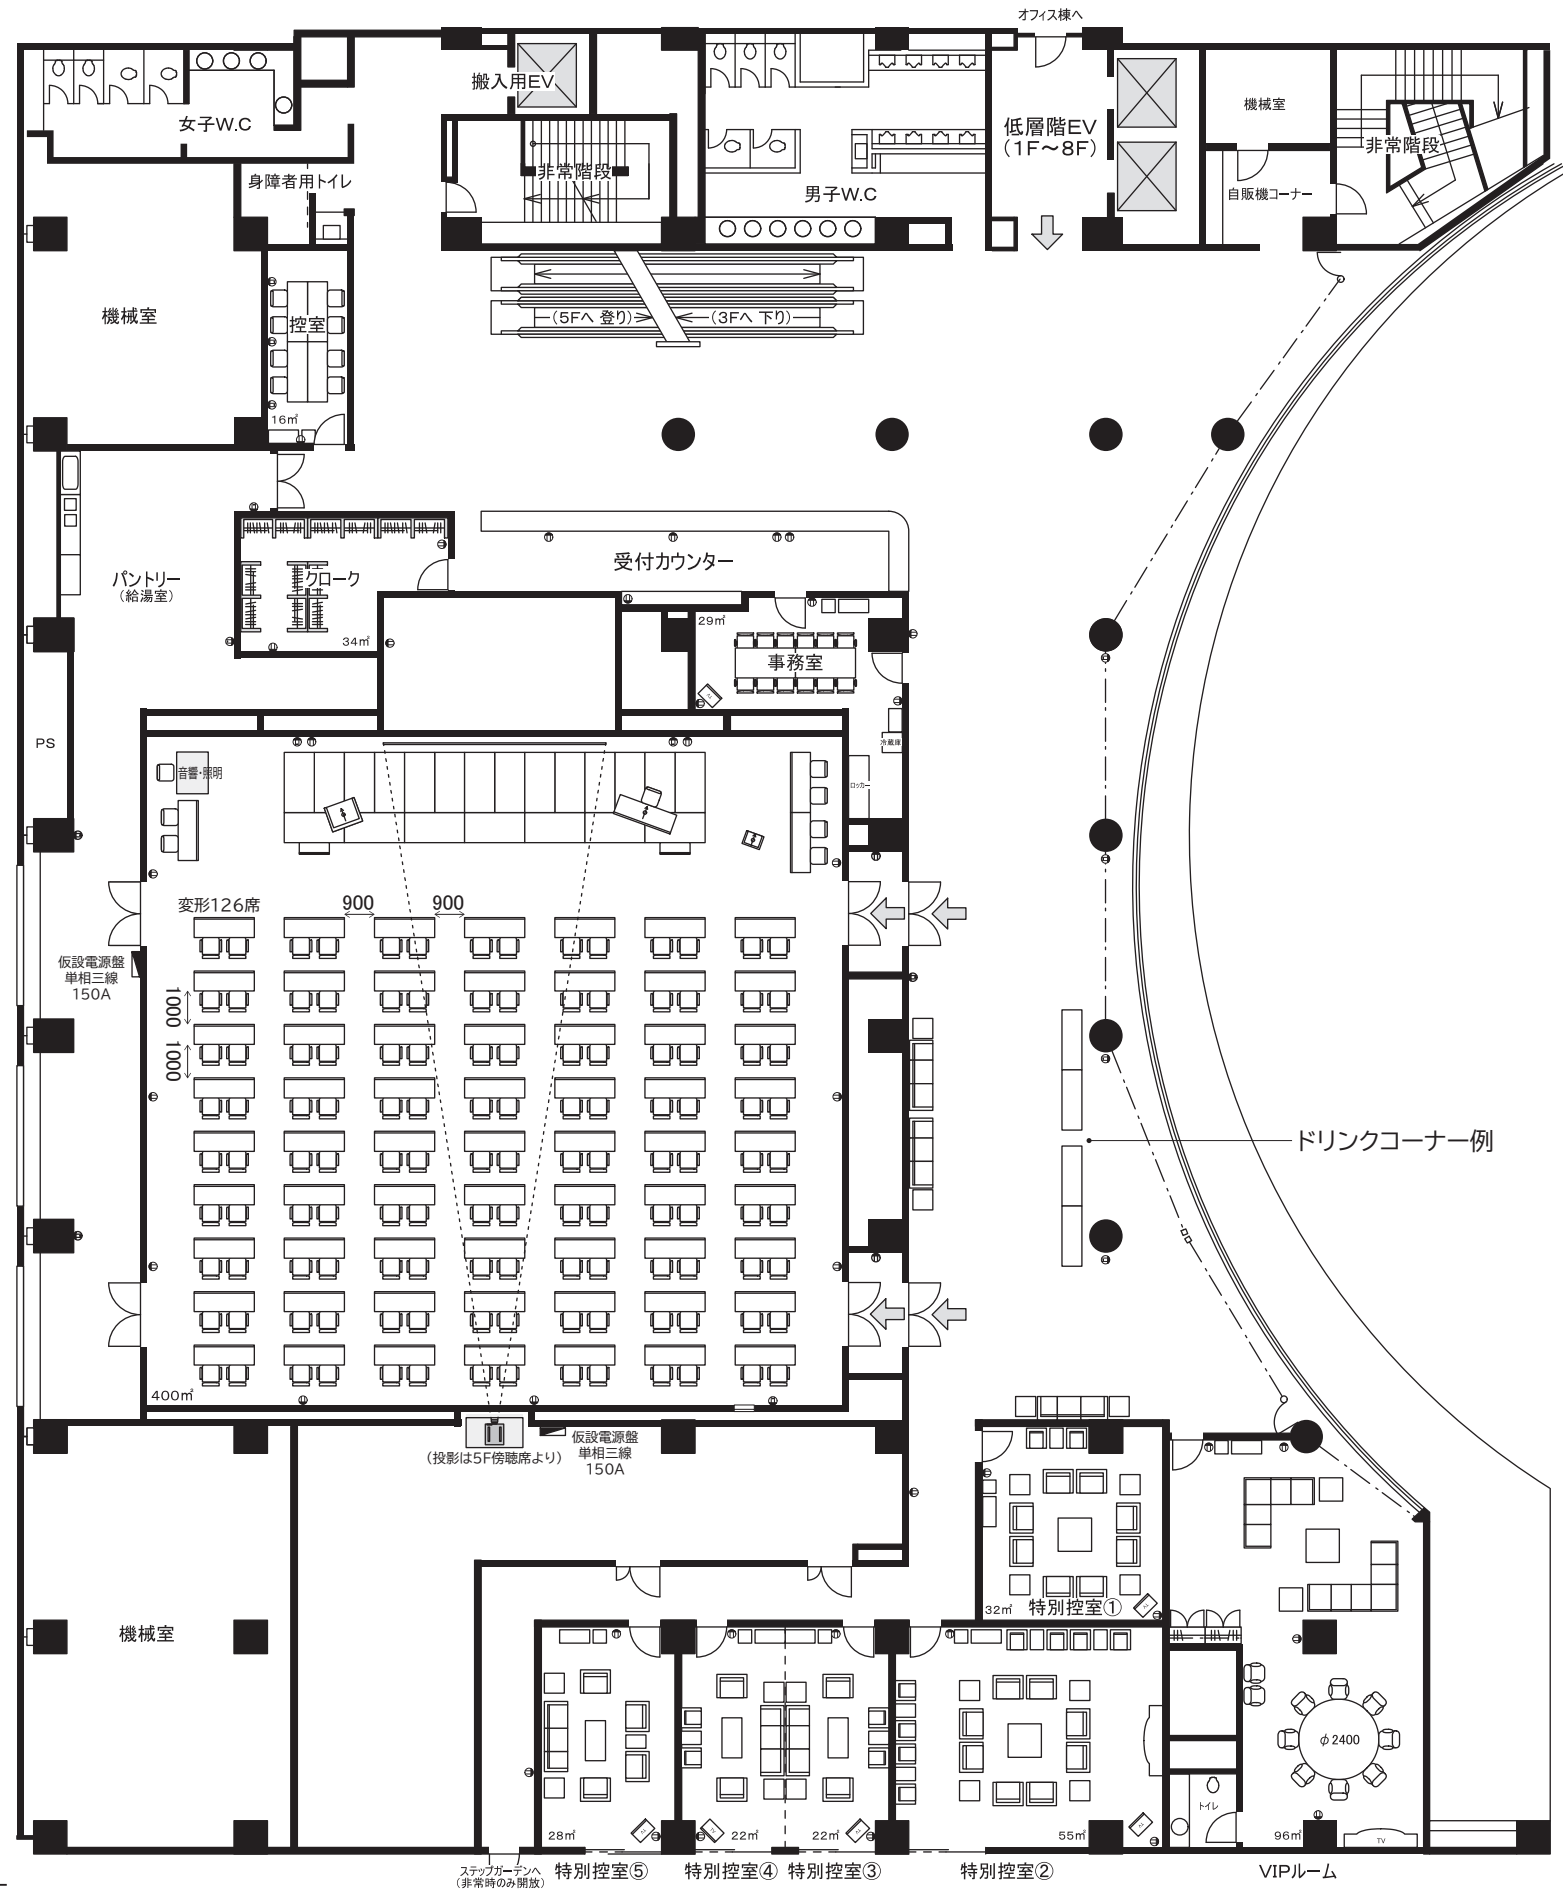 オフィス棟へ
搬入用EV
女子W.C
低層階EV
(1F～8F)
機械室
非常階段
非常階段
身障者用トイレ
男子W.C
自販機コーナー
機械室
控室
(5Fへ 登り)
(3Fへ 下り)
16㎡
受付カウンター
パントリー
(給湯室)
クローク
34㎡
29㎡
事務室
PS
冷蔵庫
音響・照明
ロッカー
変形126席
900
900
仮設電源盤
単相三線
150A
1000
1000
ドリンクコーナー例
400㎡
(投影は5F傍聴席より)
仮設電源盤
単相三線
150A
32㎡
特別控室①
TV
機械室
φ2400
トイレ
28㎡
TV
TV
22㎡
22㎡
TV
55㎡
TV
96㎡
TV
ステップガーデンへ
(非常時のみ開放)
特別控室⑤
特別控室④
特別控室③
特別控室②
VIPルーム